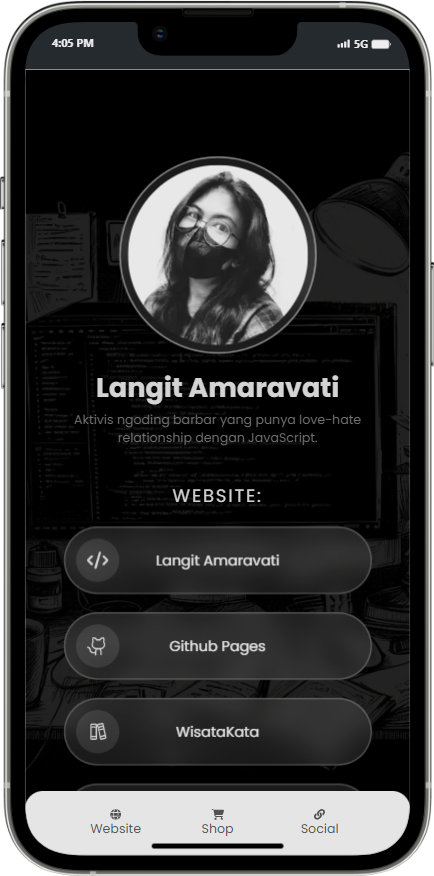 4:05 PM
5G
Langit Amaravati
Aktivis ngoding barbar yang punya love-hate
relationship dengan JavaScript.
WEBSITE:
</>
Langit Amaravati
Github Pages
WisataKata
Website
Shop
Social